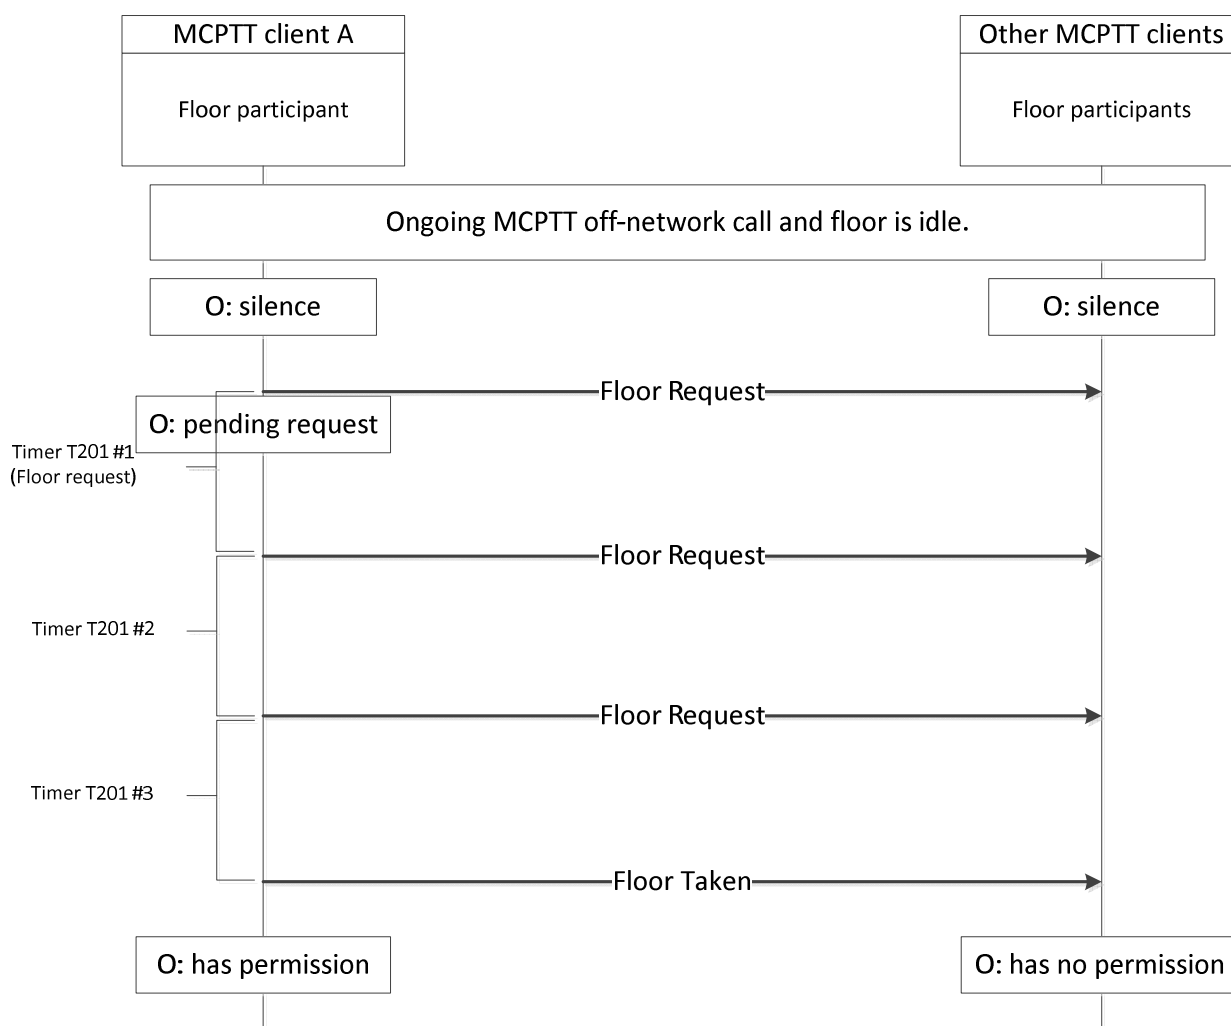 MCPTT client A
Other MCPTT clients
Floor participant
Floor participants
Ongoing MCPTT off-network call and floor is idle.
O: silence
O: silence
Floor Request
O: pending request
Timer T201 #1
(Floor request)
Floor Request
Timer T201 #2
Floor Request
Timer T201 #3
Floor Taken
O: has permission
O: has no permission